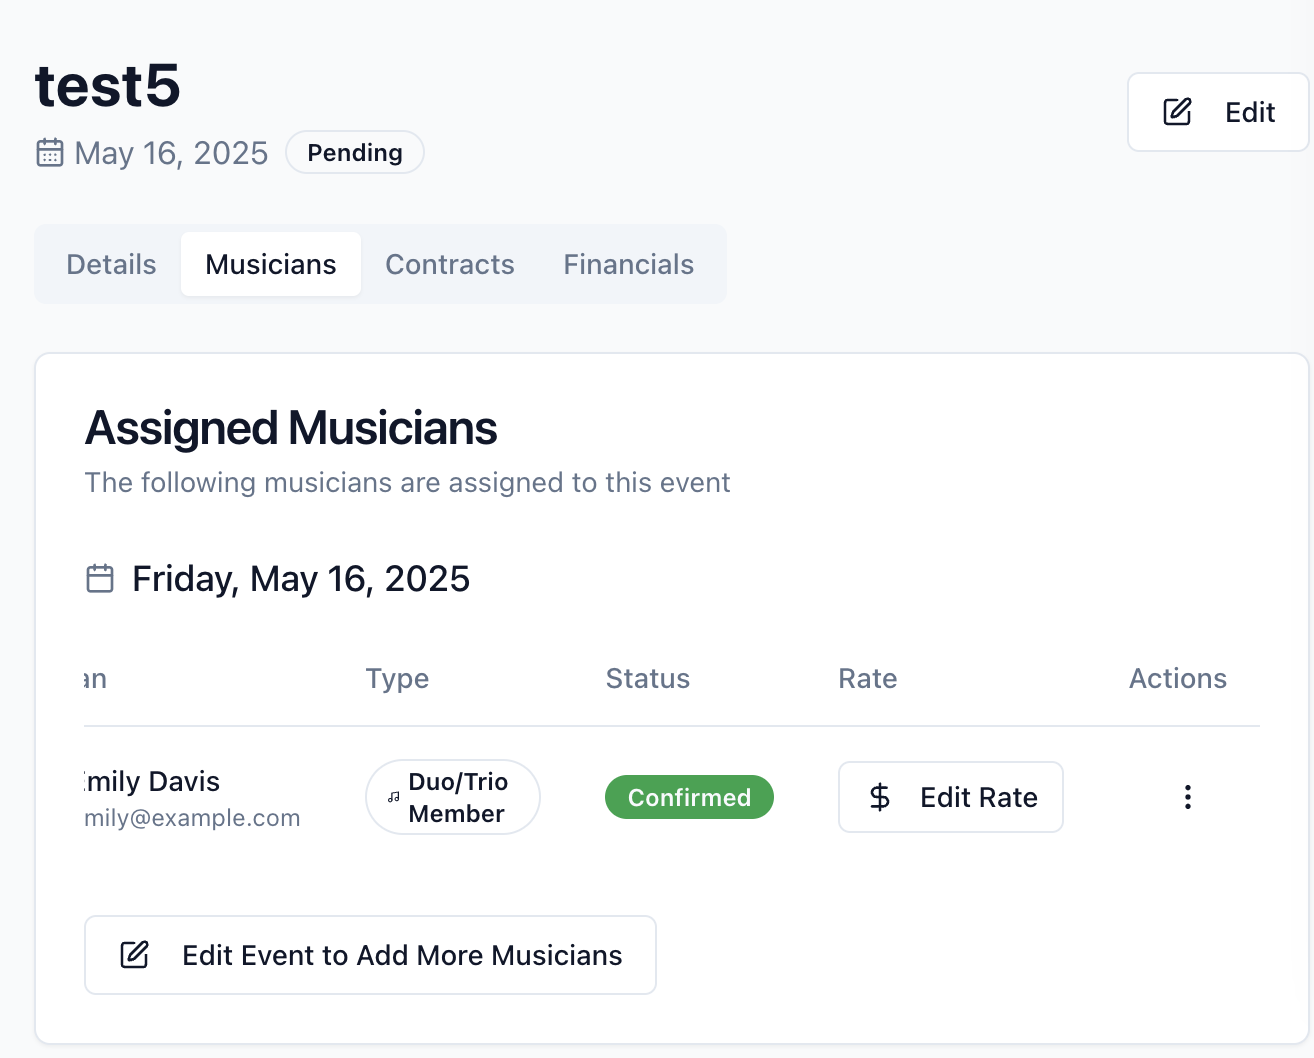 test5
Edit
May 16, 2025 Pending
Details Musicians Contracts Financials
Assigned Musicians
The following musicians are assigned to this event
Friday, May 16, 2025
an Type Status Rate Actions
mily Davis Duo/Trio Member Confirmed $ Edit Rate
mily@example.com
Edit Event to Add More Musicians